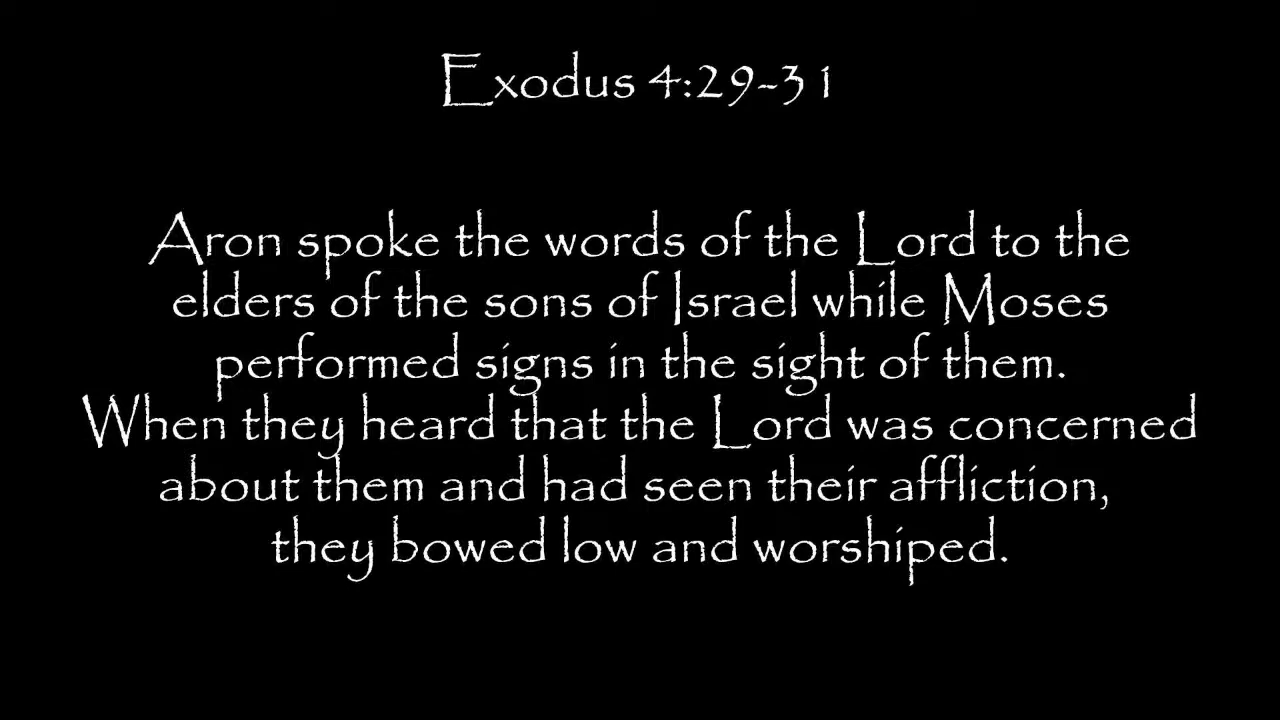 Exodus 4:29-31
Aron spoke the words of the Lord to the
elders of the sons of Israel while Moses
performed signs in the sight of them.
When they heard that the Lord was concerned
about them and had seen their affliction,
they bowed low and worshiped.